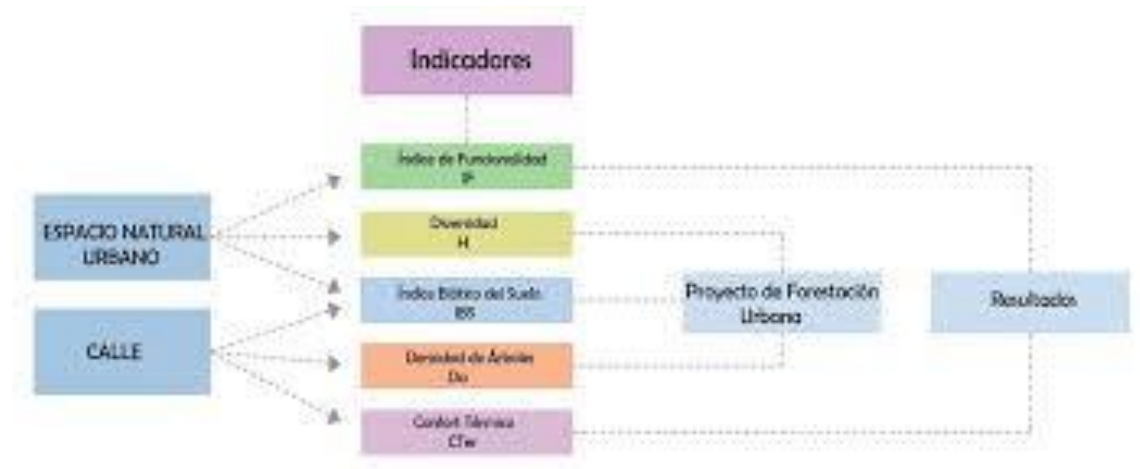 Indicadores
Índice de Funcionalidad
IF
ESPACIO NATURAL
URBANO
Diversidad
H
Índice Biótico del Suelo
IBS
Proyecto de Forestación
Urbana
Resultados
CALLE
Densidad de Árboles
Da
Confort Térmico
CTer